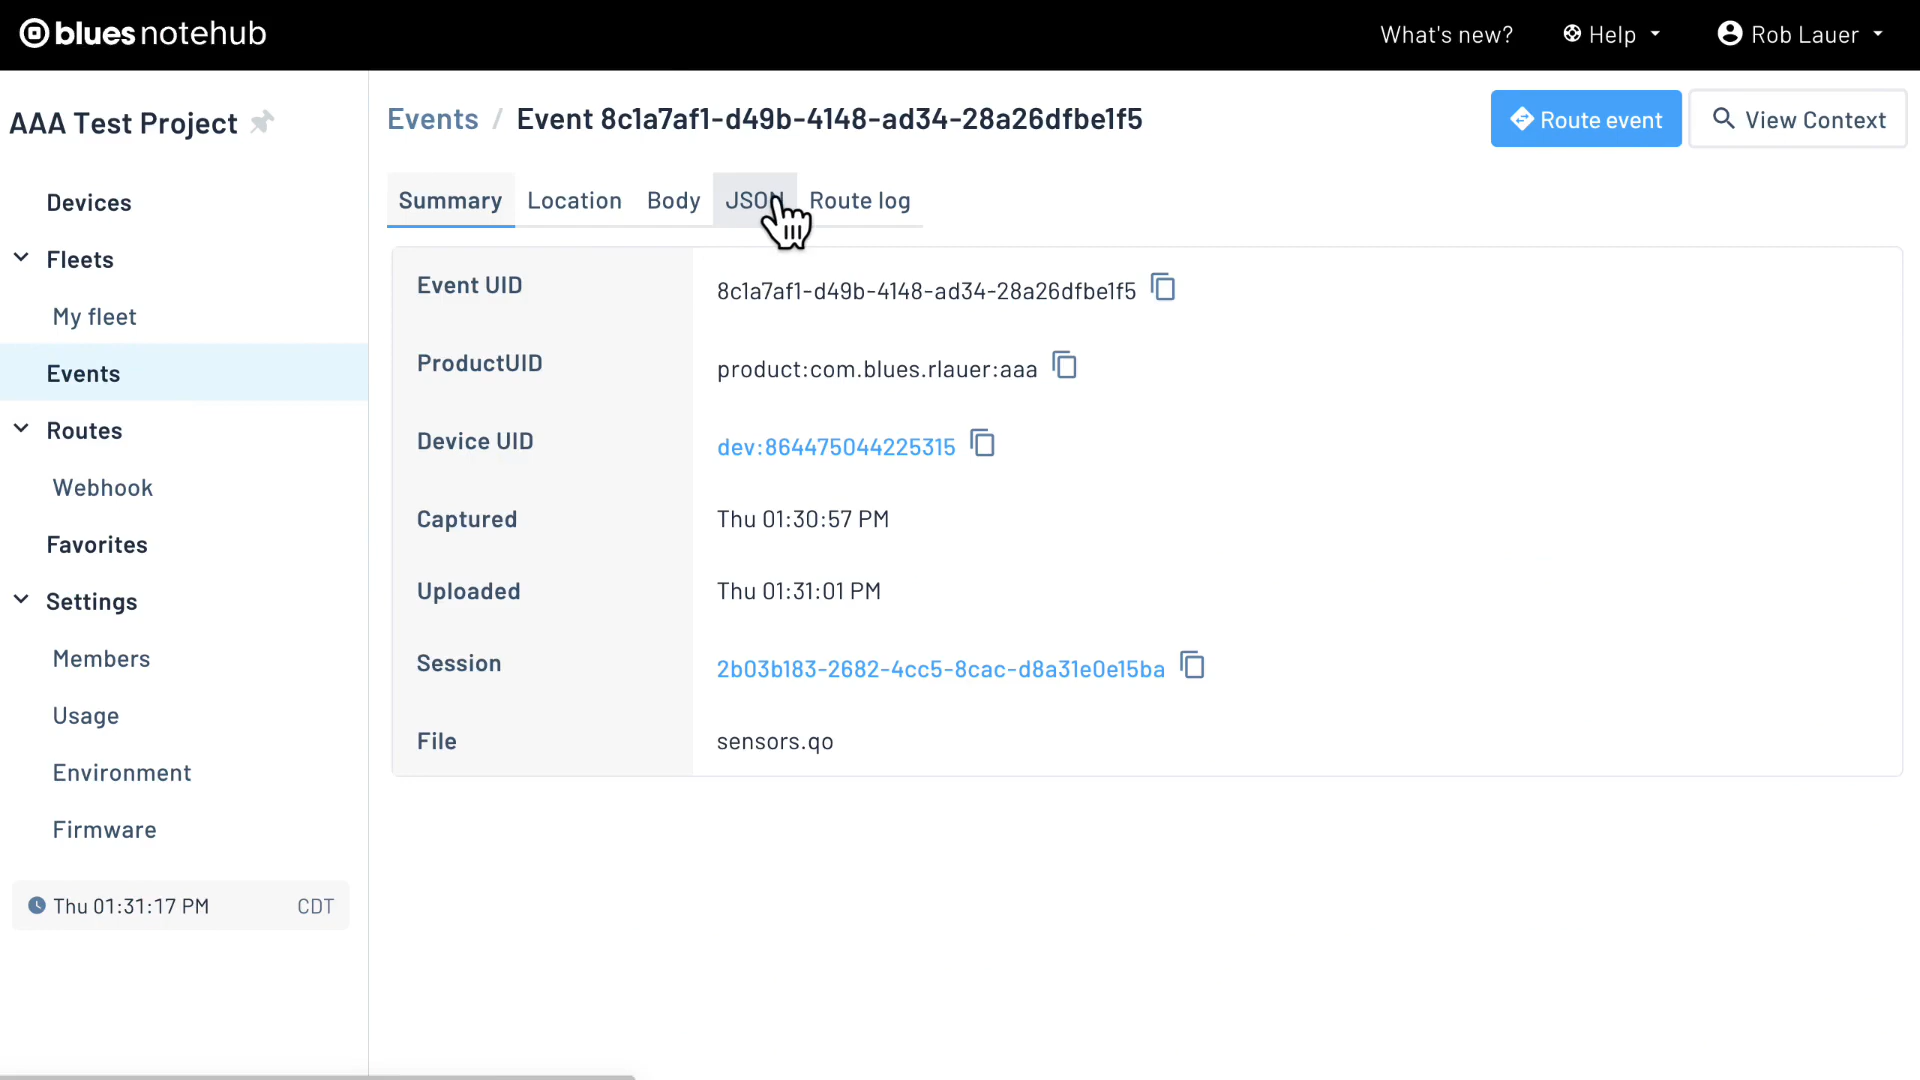 blues notehub
What's new?
Help
Rob Lauer
AAA Test Project
Devices
Fleets
My fleet
Events
Routes
Webhook
Favorites
Settings
Members
Usage
Environment
Firmware
Thu 01:31:17 PM CDT
Events / Event 8c1a7af1-d49b-4148-ad34-28a26dfbe1f5
Route event
View Context
Summary Location Body JSON Route log
Event UID 8c1a7af1-d49b-4148-ad34-28a26dfbe1f5
ProductUID product:com.blues.rlauer:aaa
Device UID dev:864475044225315
Captured Thu 01:30:57 PM
Uploaded Thu 01:31:01 PM
Session 2b03b183-2682-4cc5-8cac-d8a31e0e15ba
File sensors.qo